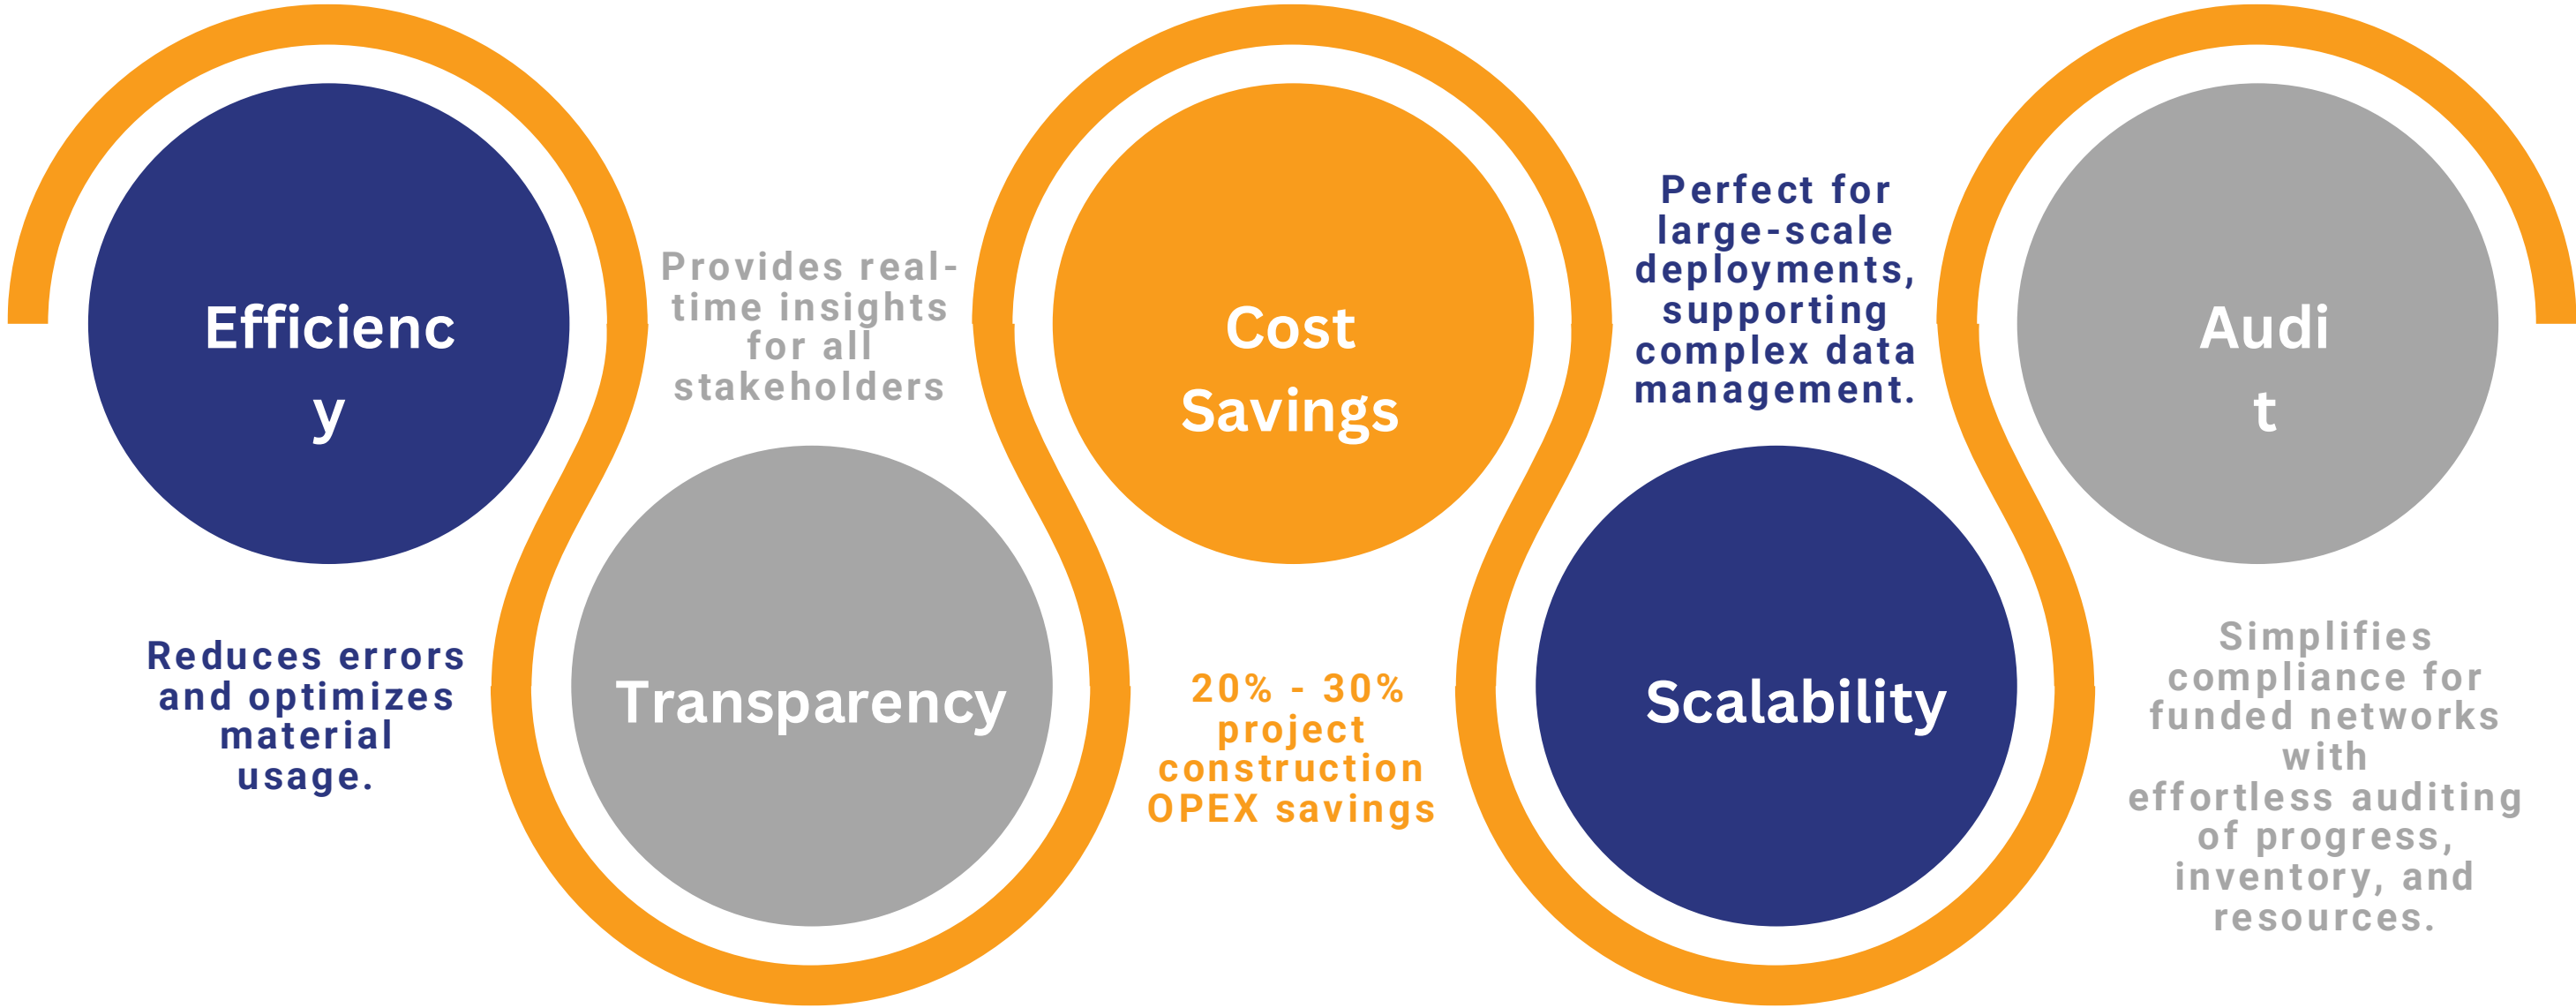 Efficienc
y
Reduces errors
and optimizes
material
usage.
Provides real-
time insights
for all
stakeholders
Transparency
Cost
Savings
20% - 30%
project
construction
OPEX savings
Perfect for
large-scale
deployments,
supporting
complex data
management.
Scalability
Audi
t
Simplifies
compliance for
funded networks
with
effortless auditing
of progress,
inventory, and
resources.